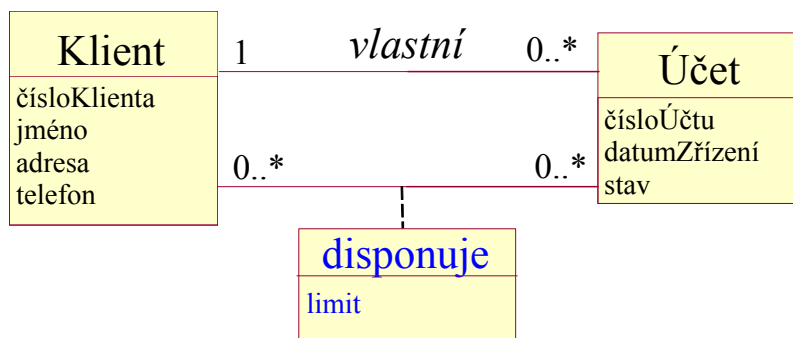 Klient
čísloKlienta
jméno
adresa
telefon
1 vlastní 0..*
0..* 0..*
Účet
čísloÚčtu
datumZřízení
stav
disponuje
limit